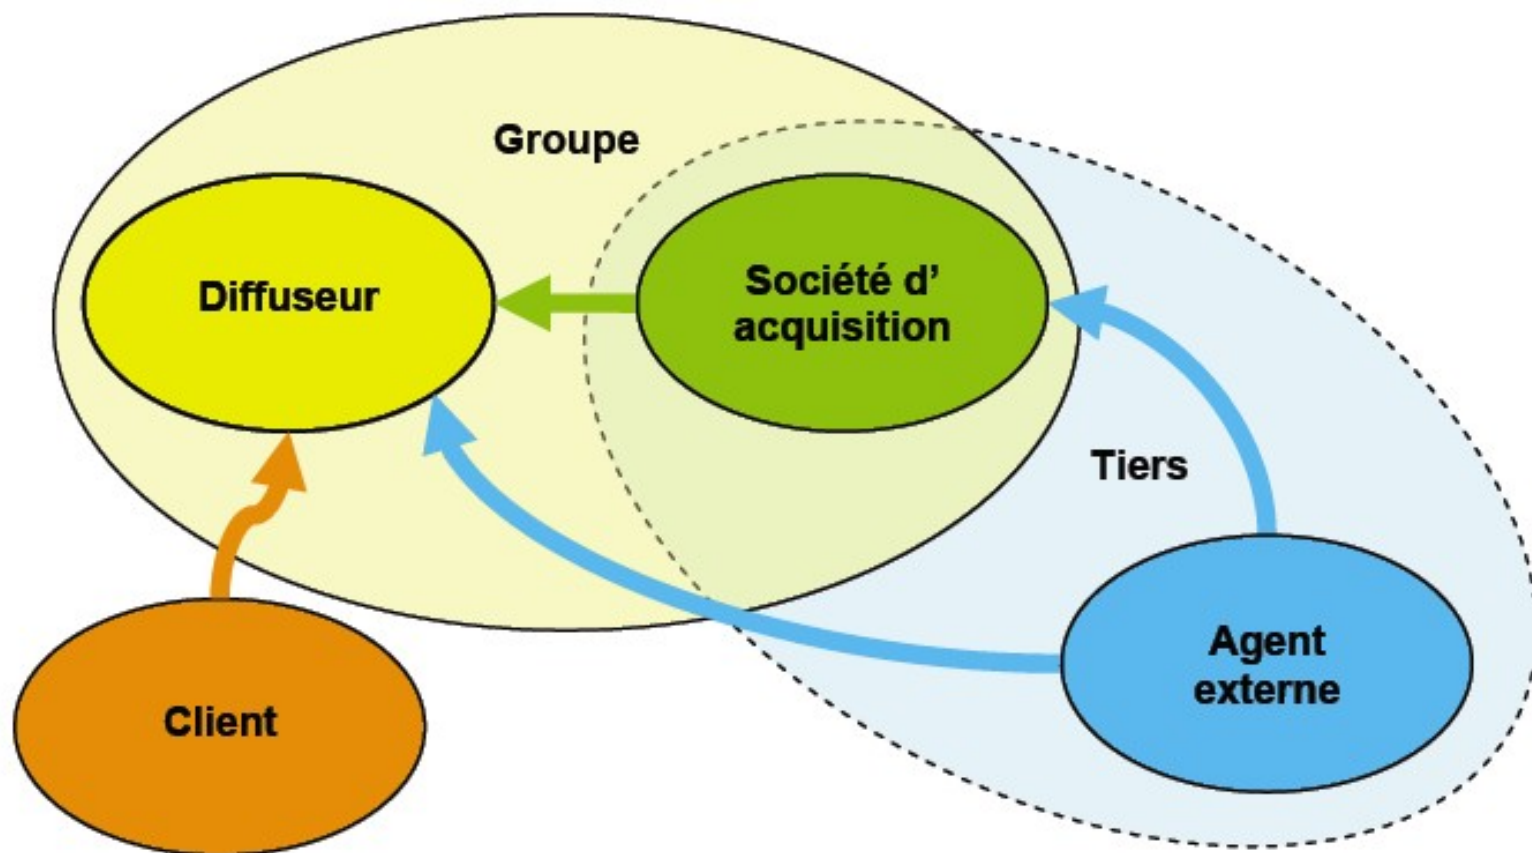 Groupe
Diffuseur
Société d’
acquisition
Tiers
Agent
externe
Client